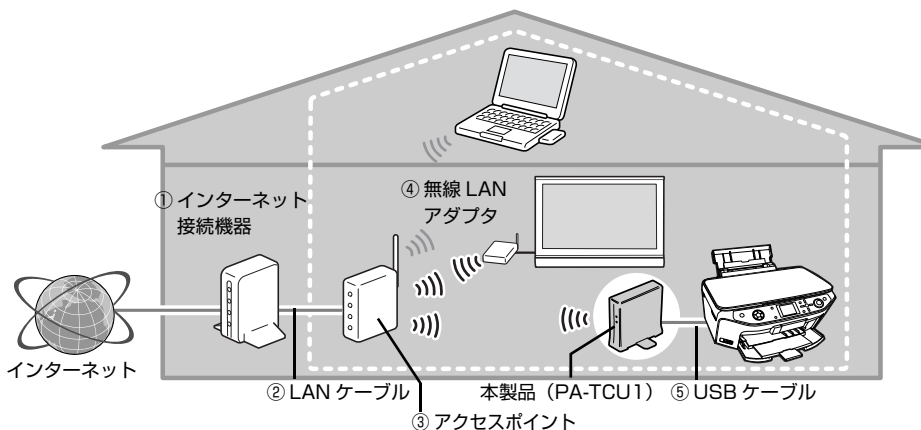 ① インターネット
接続機器
④ 無線 LAN
アダプタ
インターネット
② LAN ケーブル
本製品（PA-TCU1）
⑤ USB ケーブル
③ アクセスポイント